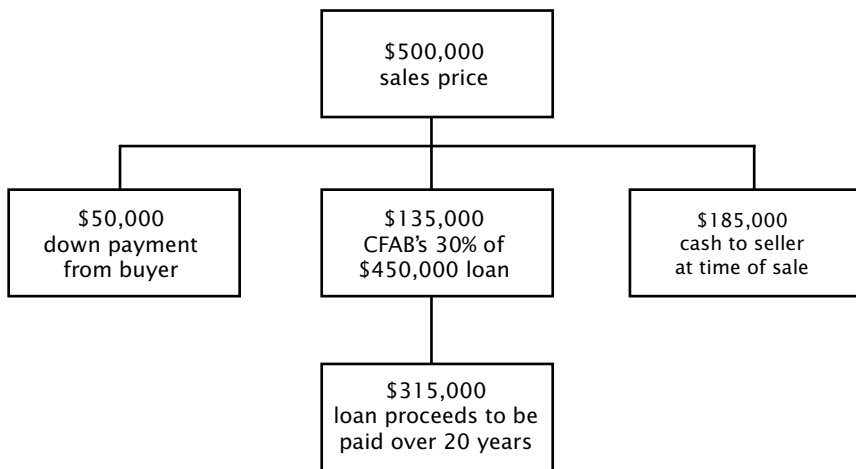 $500,000
sales price
$50,000
down payment
from buyer
$135,000
CFAB’s 30% of
$450,000 loan
$185,000
cash to seller
at time of sale
$315,000
loan proceeds to be
paid over 20 years